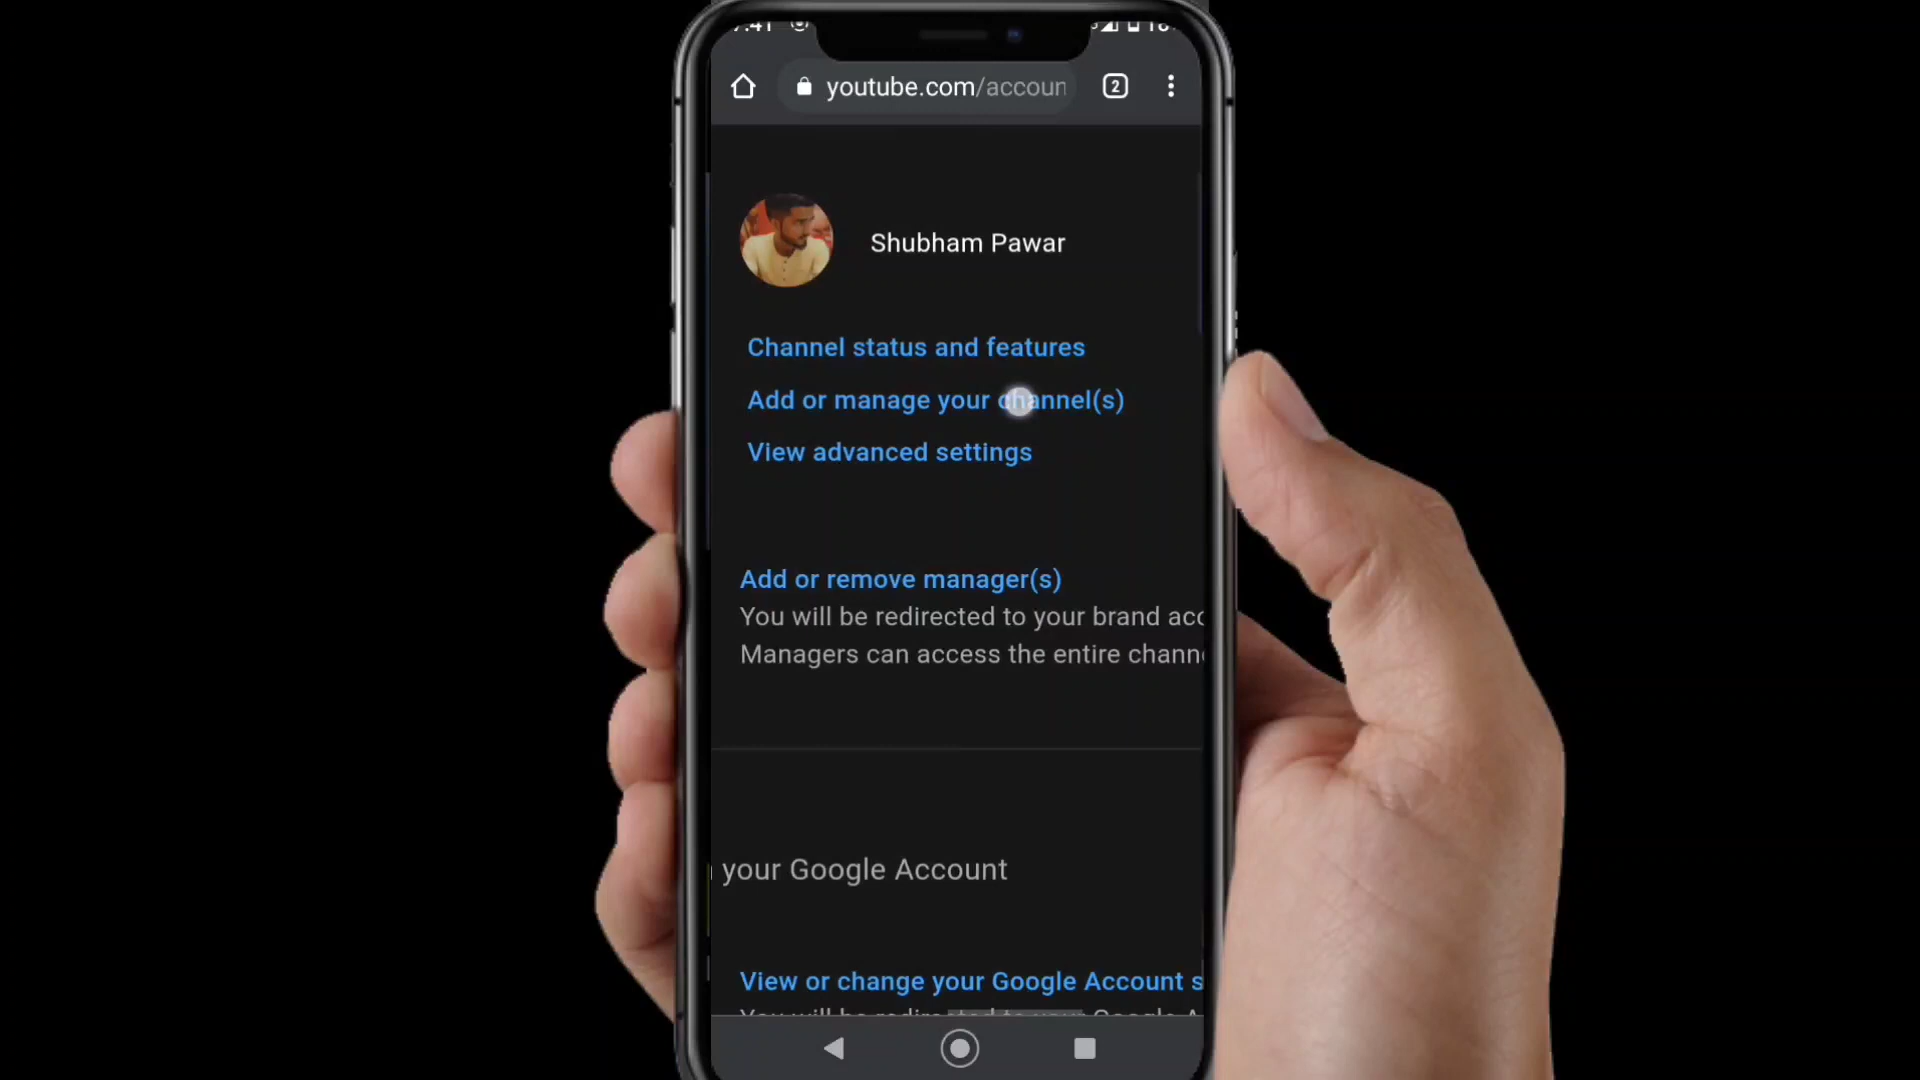 youtube.com/accoun
2
Shubham Pawar
Channel status and features
Add or manage your channel(s)
View advanced settings
Add or remove manager(s)
You will be redirected to your brand acc
Managers can access the entire chann
your Google Account
View or change your Google Account s